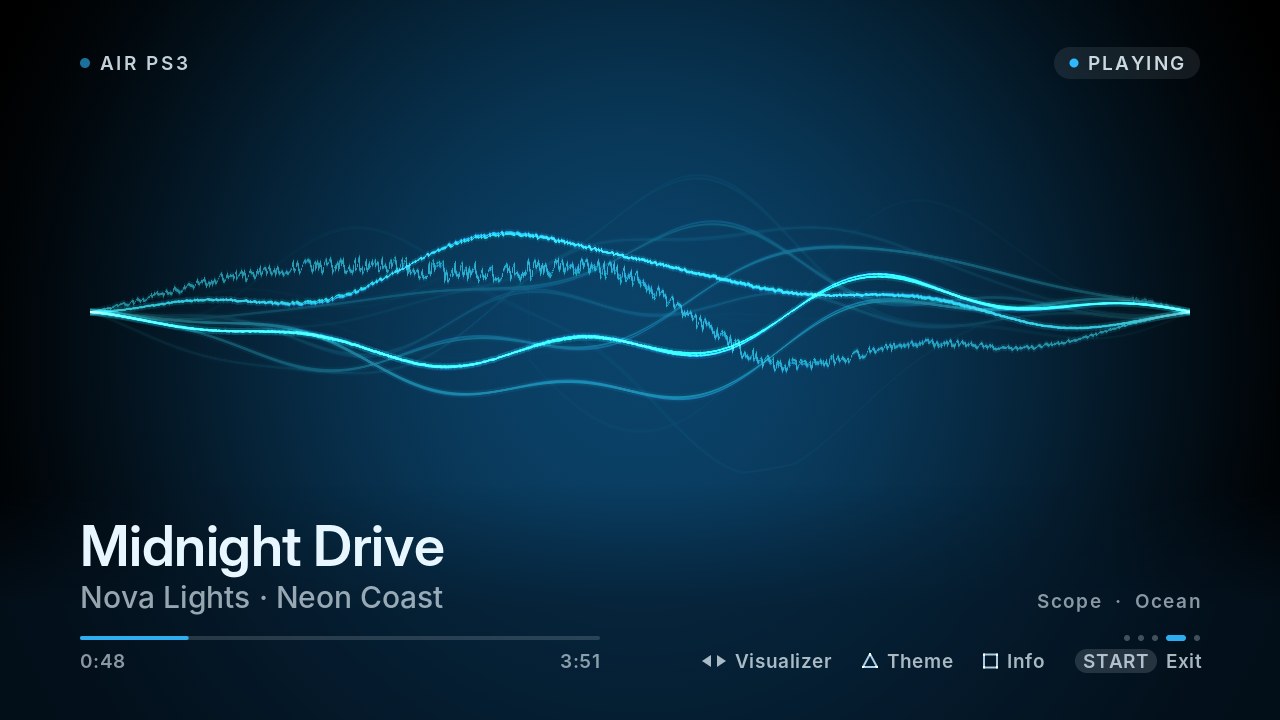 AIR PS3
PLAYING
Midnight Drive
Nova Lights · Neon Coast
Scope · Ocean
0:48
3:51
Visualizer
Theme
Info
START Exit